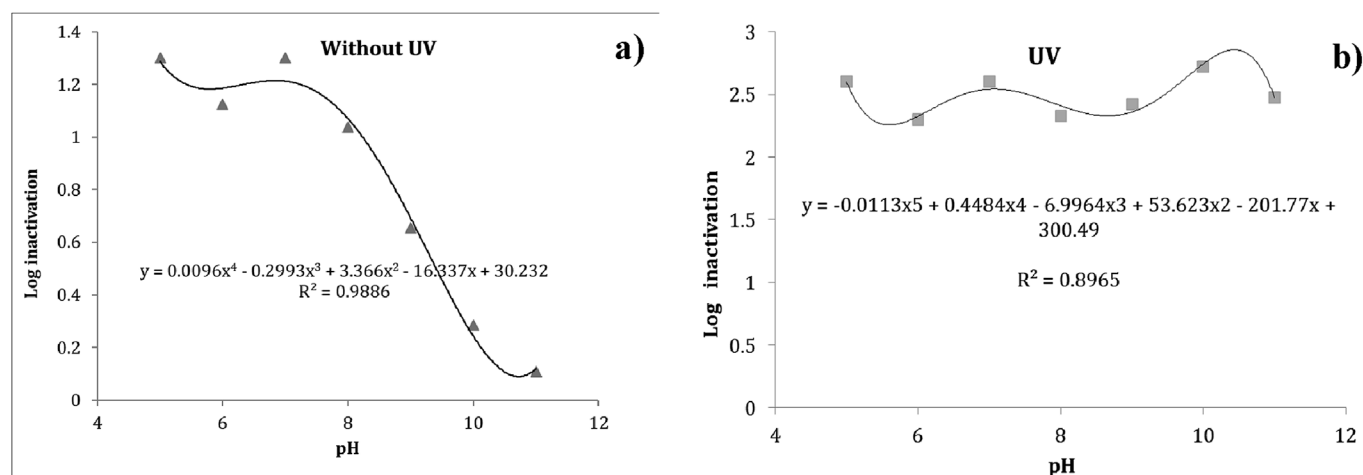 Without UV
a)
1.4
1.2
1
0.8
0.6
0.4
0.2
0
Log inactivation
y = 0.0096x⁴ - 0.2993x³ + 3.366x² - 16.337x + 30.232
R² = 0.9886
4
6
8
10
12
pH
UV
b)
3
2.5
2
1.5
1
0.5
0
Log inactivation
y = -0.0113x5 + 0.4484x4 - 6.9964x3 + 53.623x2 - 201.77x +
300.49
R² = 0.8965
4
6
8
10
12
pH